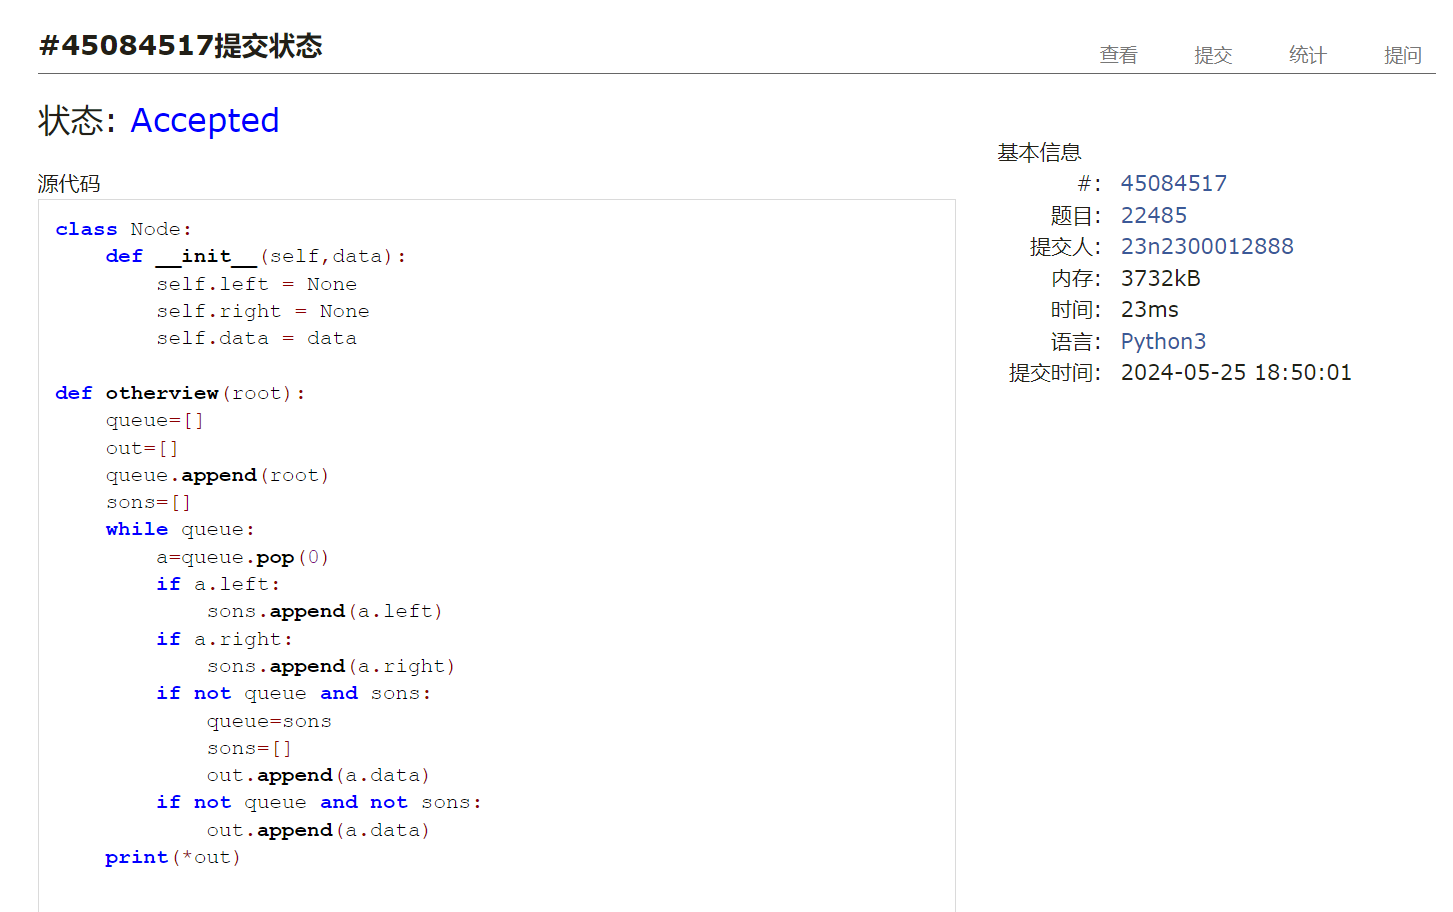 #45084517提交状态
查看 提交 统计 提问
状态: Accepted
源代码
class Node:
    def __init__(self,data):
        self.left = None
        self.right = None
        self.data = data

def otherview(root):
    queue=[]
    out=[]
    queue.append(root)
    sons=[]
    while queue:
        a=queue.pop(0)
        if a.left:
            sons.append(a.left)
        if a.right:
            sons.append(a.right)
        if not queue and sons:
            queue=sons
            sons=[]
            out.append(a.data)
        if not queue and not sons:
            out.append(a.data)
    print(*out)
基本信息
#: 45084517
题目: 22485
提交人: 23n2300012888
内存: 3732kB
时间: 23ms
语言: Python3
提交时间: 2024-05-25 18:50:01